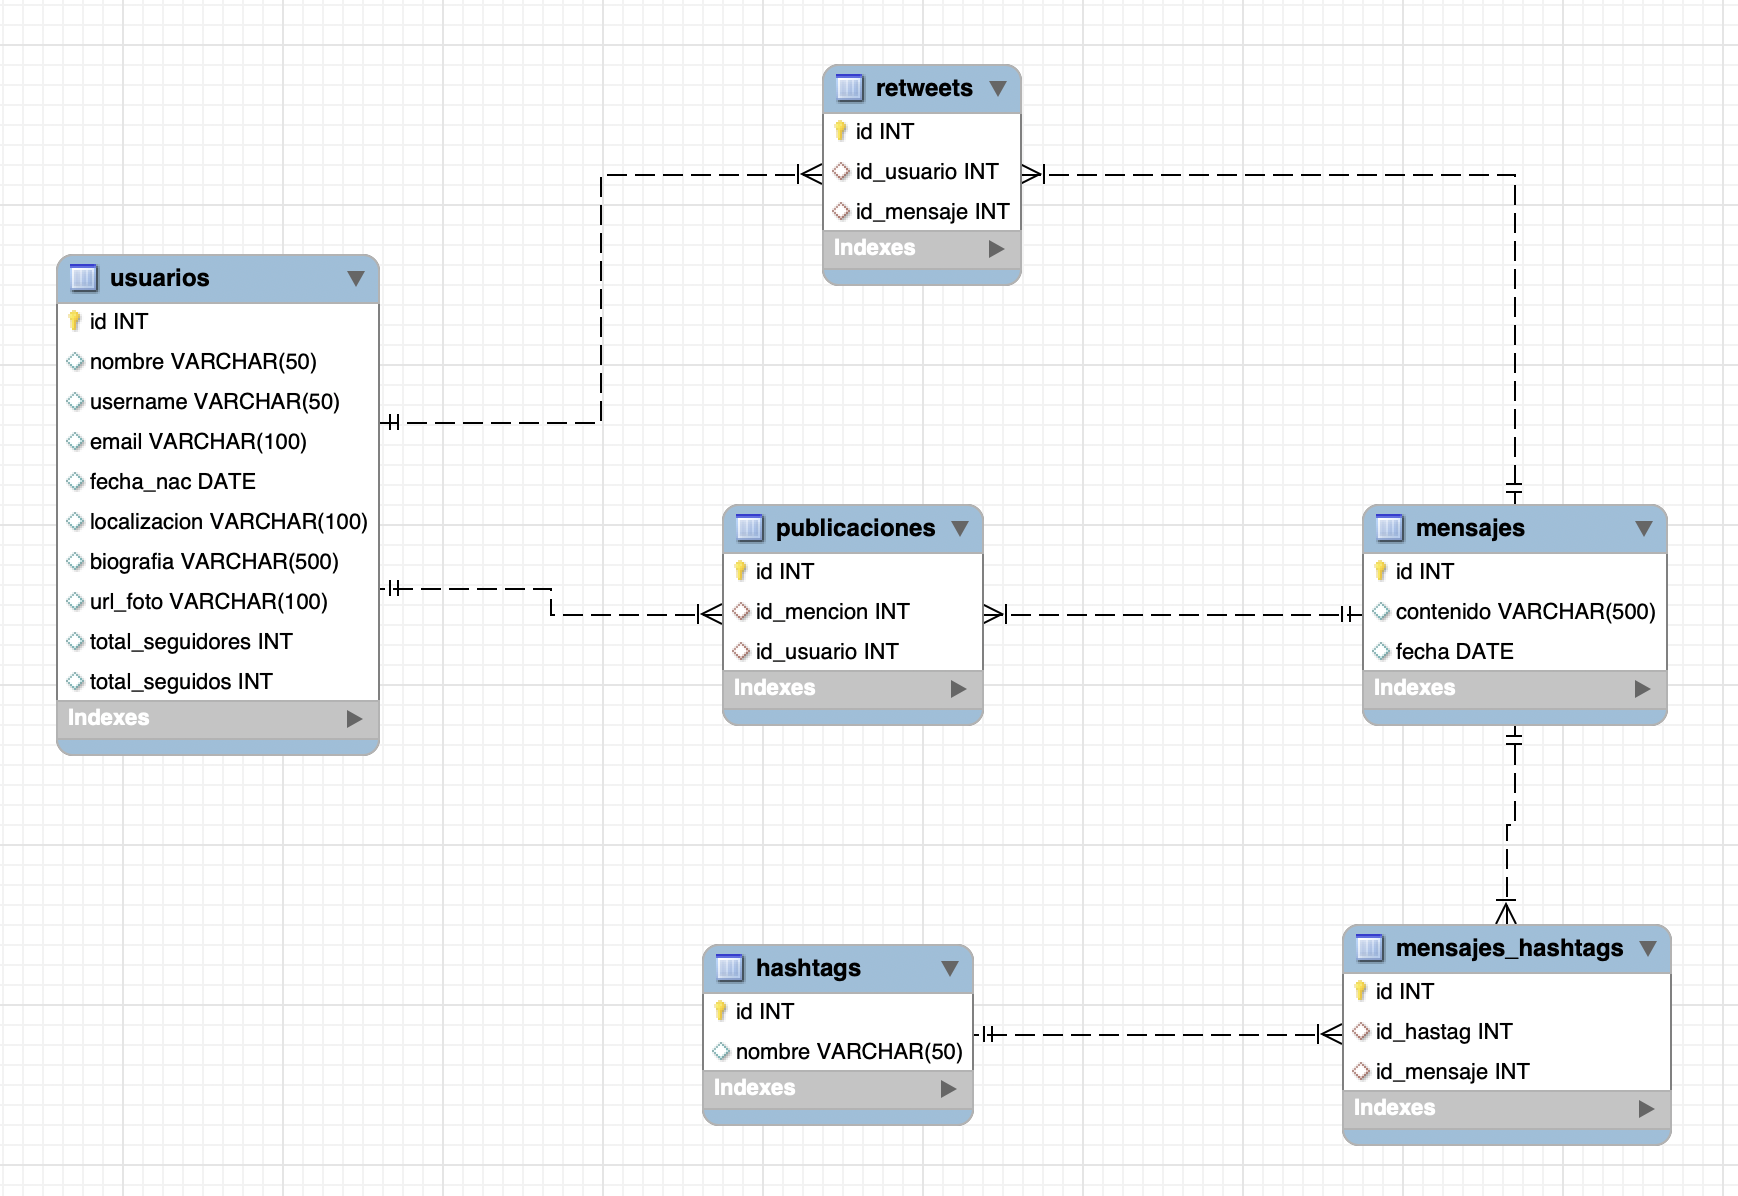 retweets
id INT
id_usuario INT
id_mensaje INT
Indexes
usuarios
id INT
nombre VARCHAR(50)
username VARCHAR(50)
email VARCHAR(100)
fecha_nac DATE
localizacion VARCHAR(100)
biografia VARCHAR(500)
url_foto VARCHAR(100)
total_seguidores INT
total_seguidos INT
Indexes
publicaciones
id INT
id_mencion INT
id_usuario INT
Indexes
mensajes
id INT
contenido VARCHAR(500)
fecha DATE
Indexes
hashtags
id INT
nombre VARCHAR(50)
Indexes
mensajes_hashtags
id INT
id_hastag INT
id_mensaje INT
Indexes